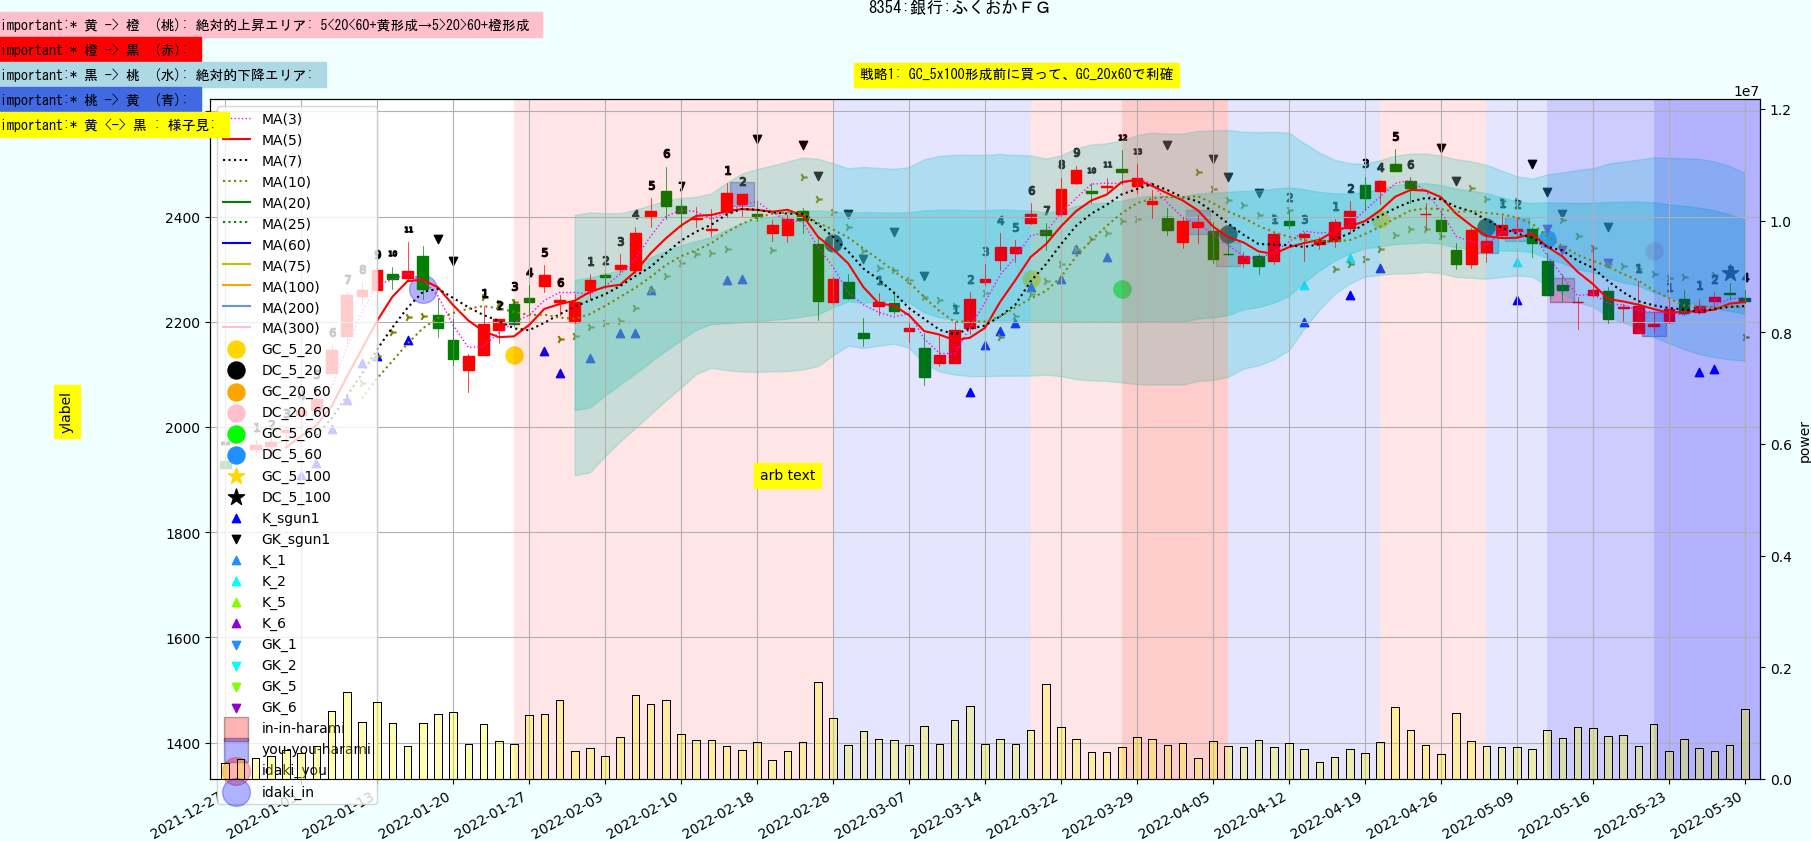 8354:銀行:ふくおかＦＧ
important:* 黄 -> 橙 (桃): 絶対的上昇エリア: 5<20<60+黄形成→5>20>60+橙形成
important:* 橙 -> 黒 (赤):
important:* 黒 -> 桃 (水): 絶対的下降エリア:
戦略1: GC_5x100形成前に買って、GC_20x60で利確
important:* 桃 -> 黄 (青):
important:* 黄 <-> 黒 : 様子見:
1e7
MA(3)
MA(5)
MA(7)
MA(10)
MA(20)
MA(25)
MA(60)
MA(75)
MA(100)
MA(200)
MA(300)
GC_5_20
DC_5_20
GC_20_60
DC_20_60
GC_5_60
DC_5_60
GC_5_100
DC_5_100
K_sgun1
GK_sgun1
K_1
K_2
K_5
K_6
GK_1
GK_2
GK_5
GK_6
in-in-harami
you-you-harami
idaki_you
idaki_in
2400
2200
2000
1800
1600
1400
ylabel
arb text
1.2
1.0
0.8
0.6
0.4
0.2
0.0
power
2021-12-27
2022-01-13
2022-01-20
2022-01-27
2022-02-03
2022-02-10
2022-02-18
2022-02-28
2022-03-07
2022-03-14
2022-03-22
2022-03-29
2022-04-05
2022-04-12
2022-04-19
2022-04-26
2022-05-09
2022-05-16
2022-05-23
2022-05-30